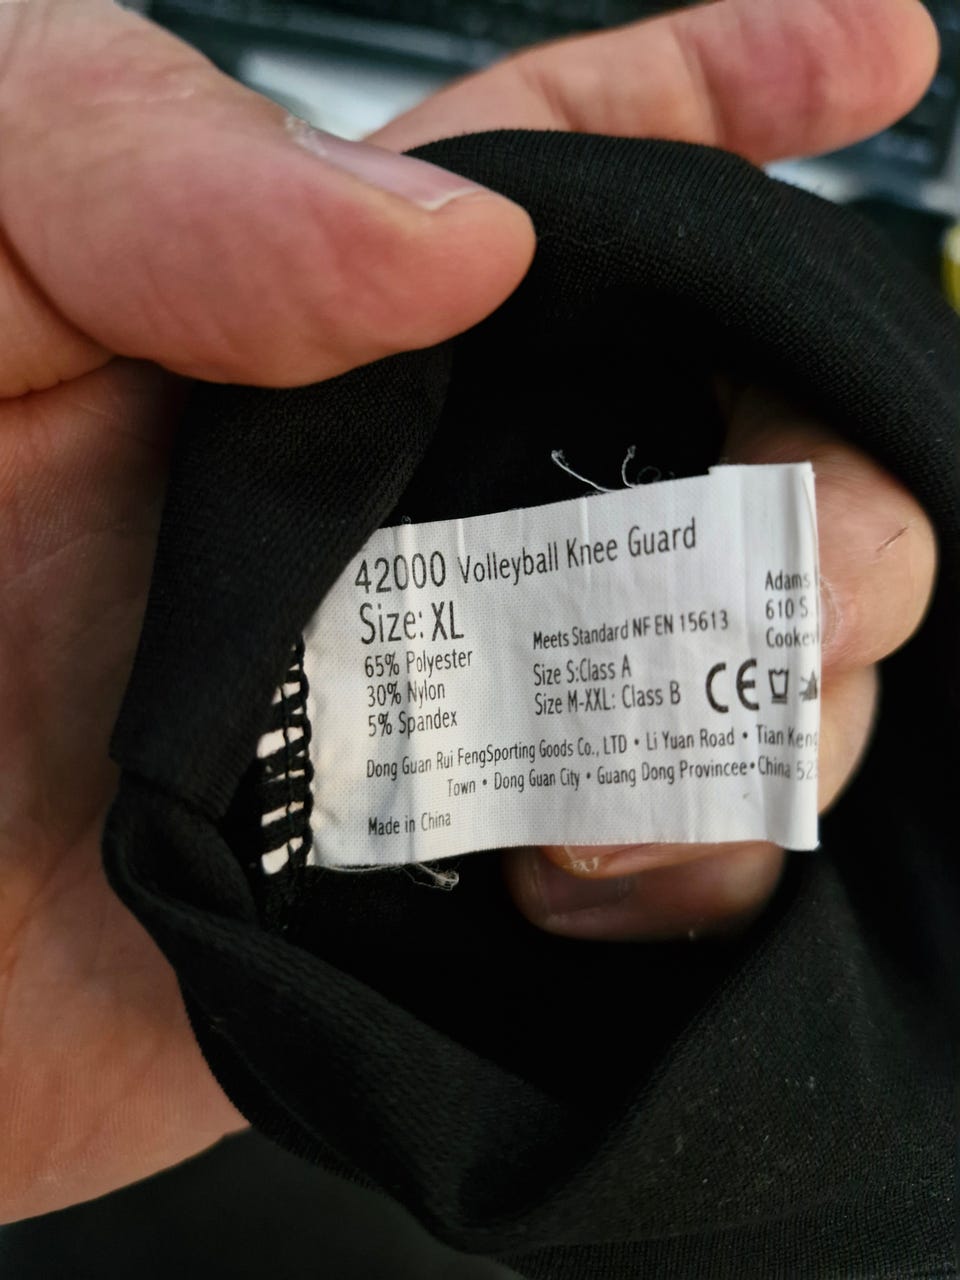 42000 Volleyball Knee Guard
Size: XL
65% Polyester
30% Nylon
5% Spandex
Meets Standard NF EN 15613
Size S:Class A
Size M-XXL: Class B
CE
Adams
610 S.
Dong Guan Rui FengSporting Goods Co., LTD • Li Yuan Road • Tian Keng
Town • Dong Guan City • Guang Dong Provincee•China
Made in China